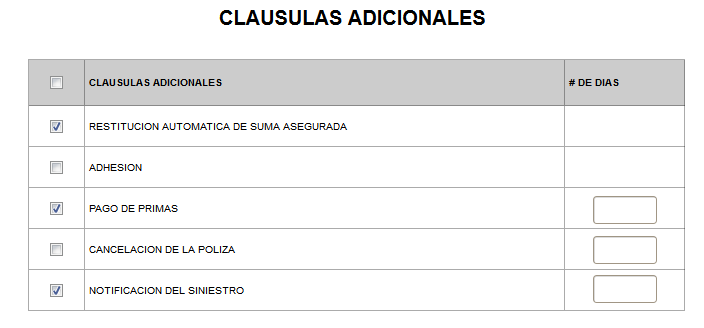 CLAUSULAS ADICIONALES
CLAUSULAS ADICIONALES # DE DIAS
RESTITUCION AUTOMATICA DE SUMA ASEGURADA
ADHESION
PAGO DE PRIMAS
CANCELACION DE LA POLIZA
NOTIFICACION DEL SINIESTRO